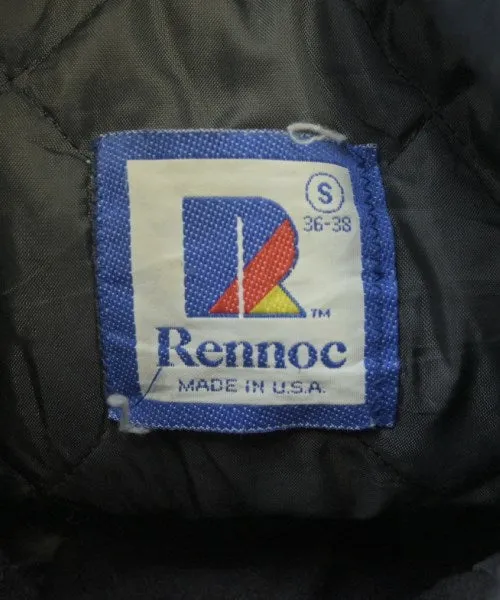 S
36-38
R
TM
Rennoc
MADE IN U.S.A.